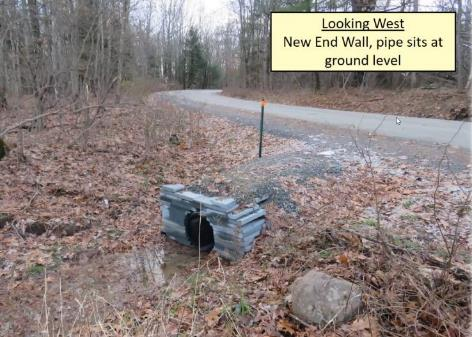 Looking West
New End Wall, pipe sits at
ground level